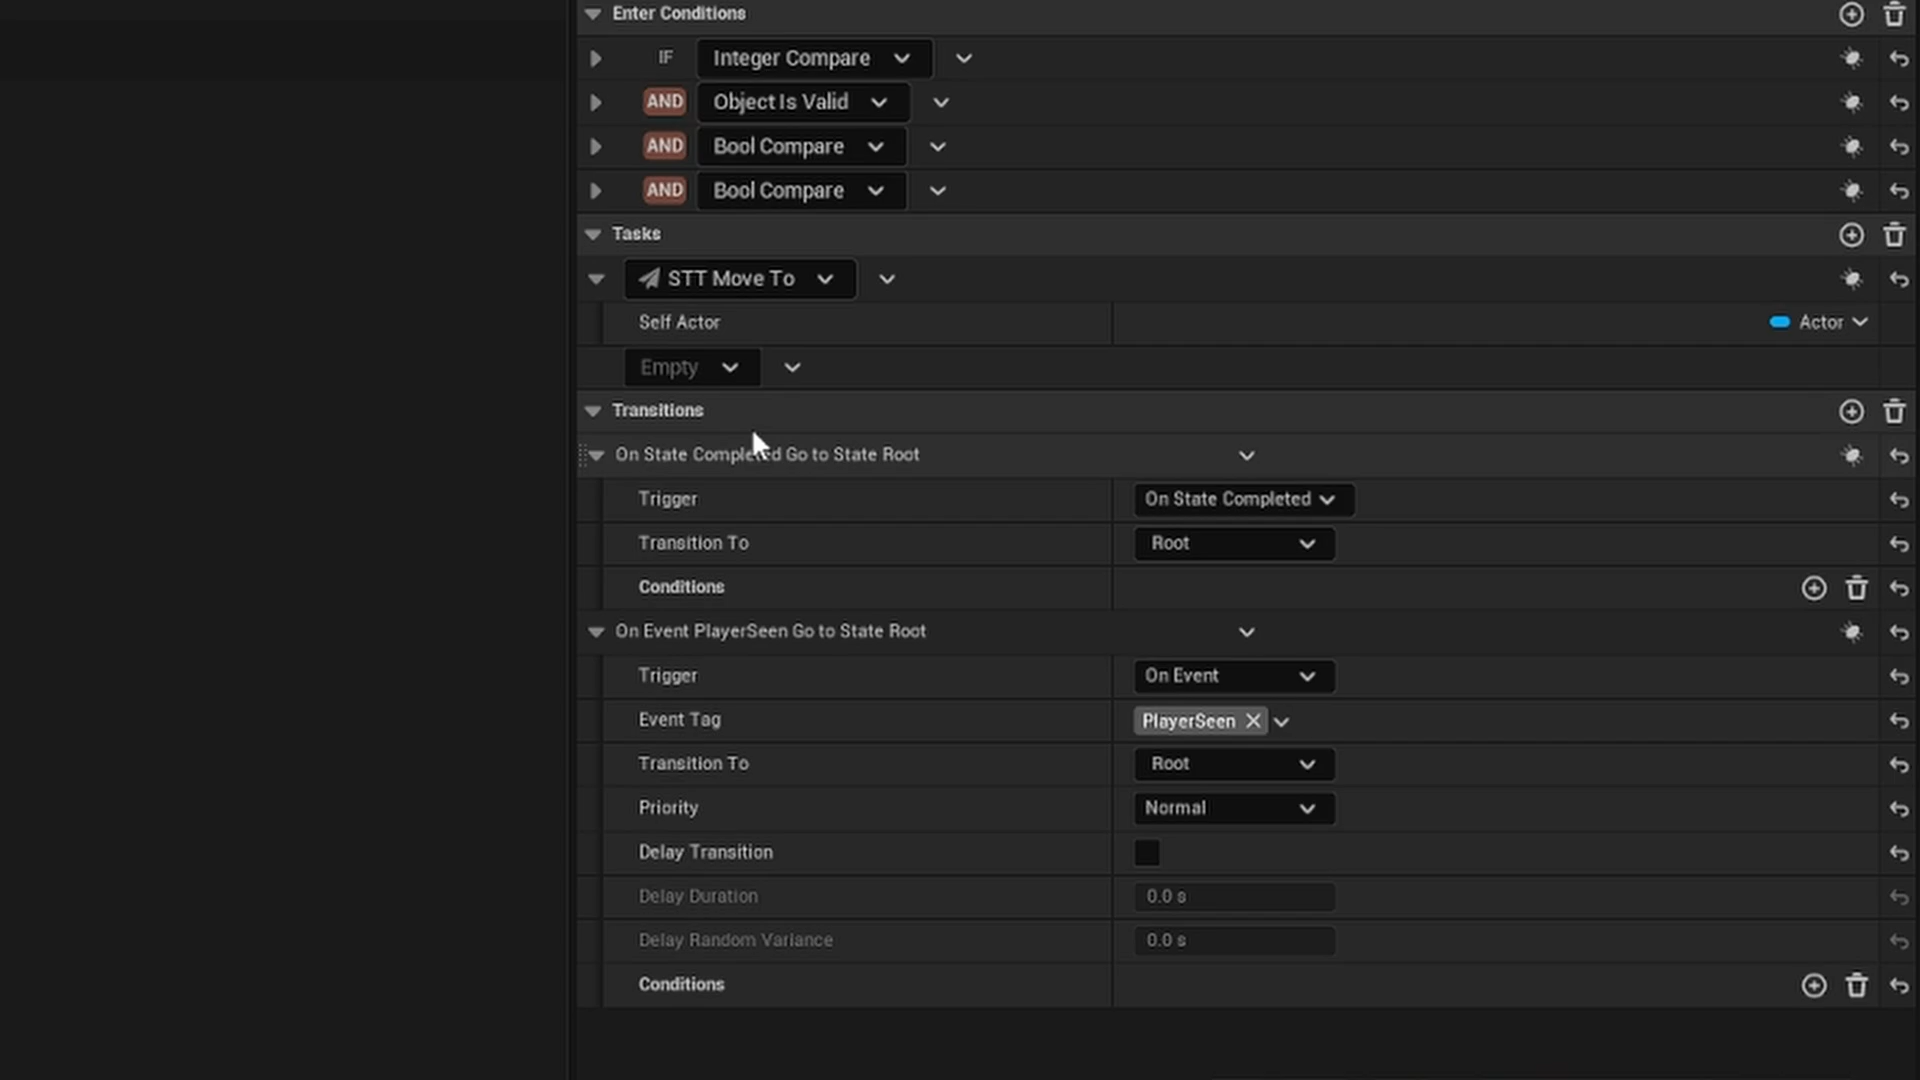 Enter Conditions
IF Integer Compare
AND Object Is Valid
AND Bool Compare
AND Bool Compare
Tasks
STT Move To
Self Actor Actor
Empty
Transitions
On State Completed Go to State Root
Trigger On State Completed
Transition To Root
Conditions
On Event PlayerSeen Go to State Root
Trigger On Event
Event Tag PlayerSeen
Transition To Root
Priority Normal
Delay Transition
Delay Duration 0.0 s
Delay Random Variance 0.0 s
Conditions